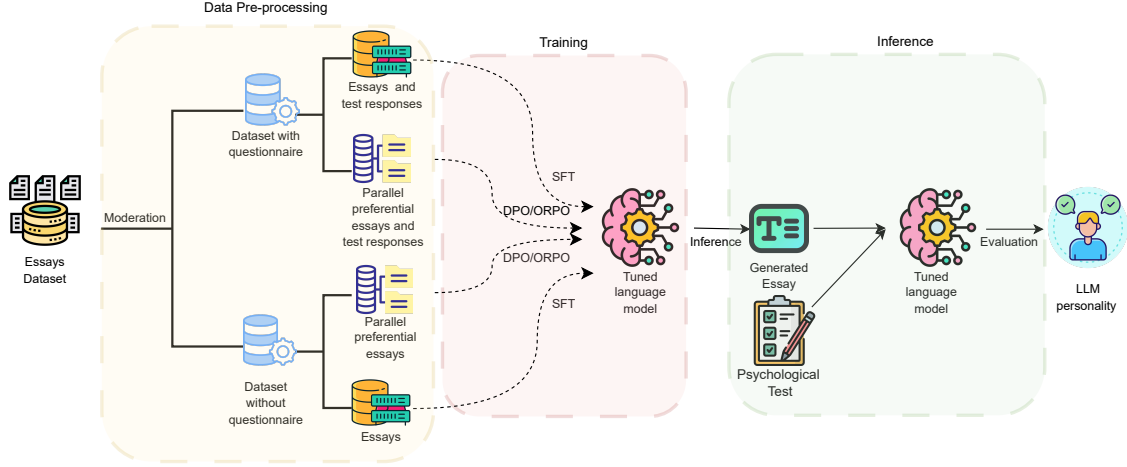 Data Pre-processing
Training
Inference
Essays and
test responses
Dataset with
questionnaire
Parallel
preferential
essays and
test responses
Essays
Dataset
Moderation
SFT
DPO/ORPO
DPO/ORPO
SFT
Tuned
language
model
Inference
T
Generated
Essay
Psychological
Test
Tuned
language
model
Evaluation
LLM
personality
Parallel
preferential
essays
Dataset
without
questionnaire
Essays